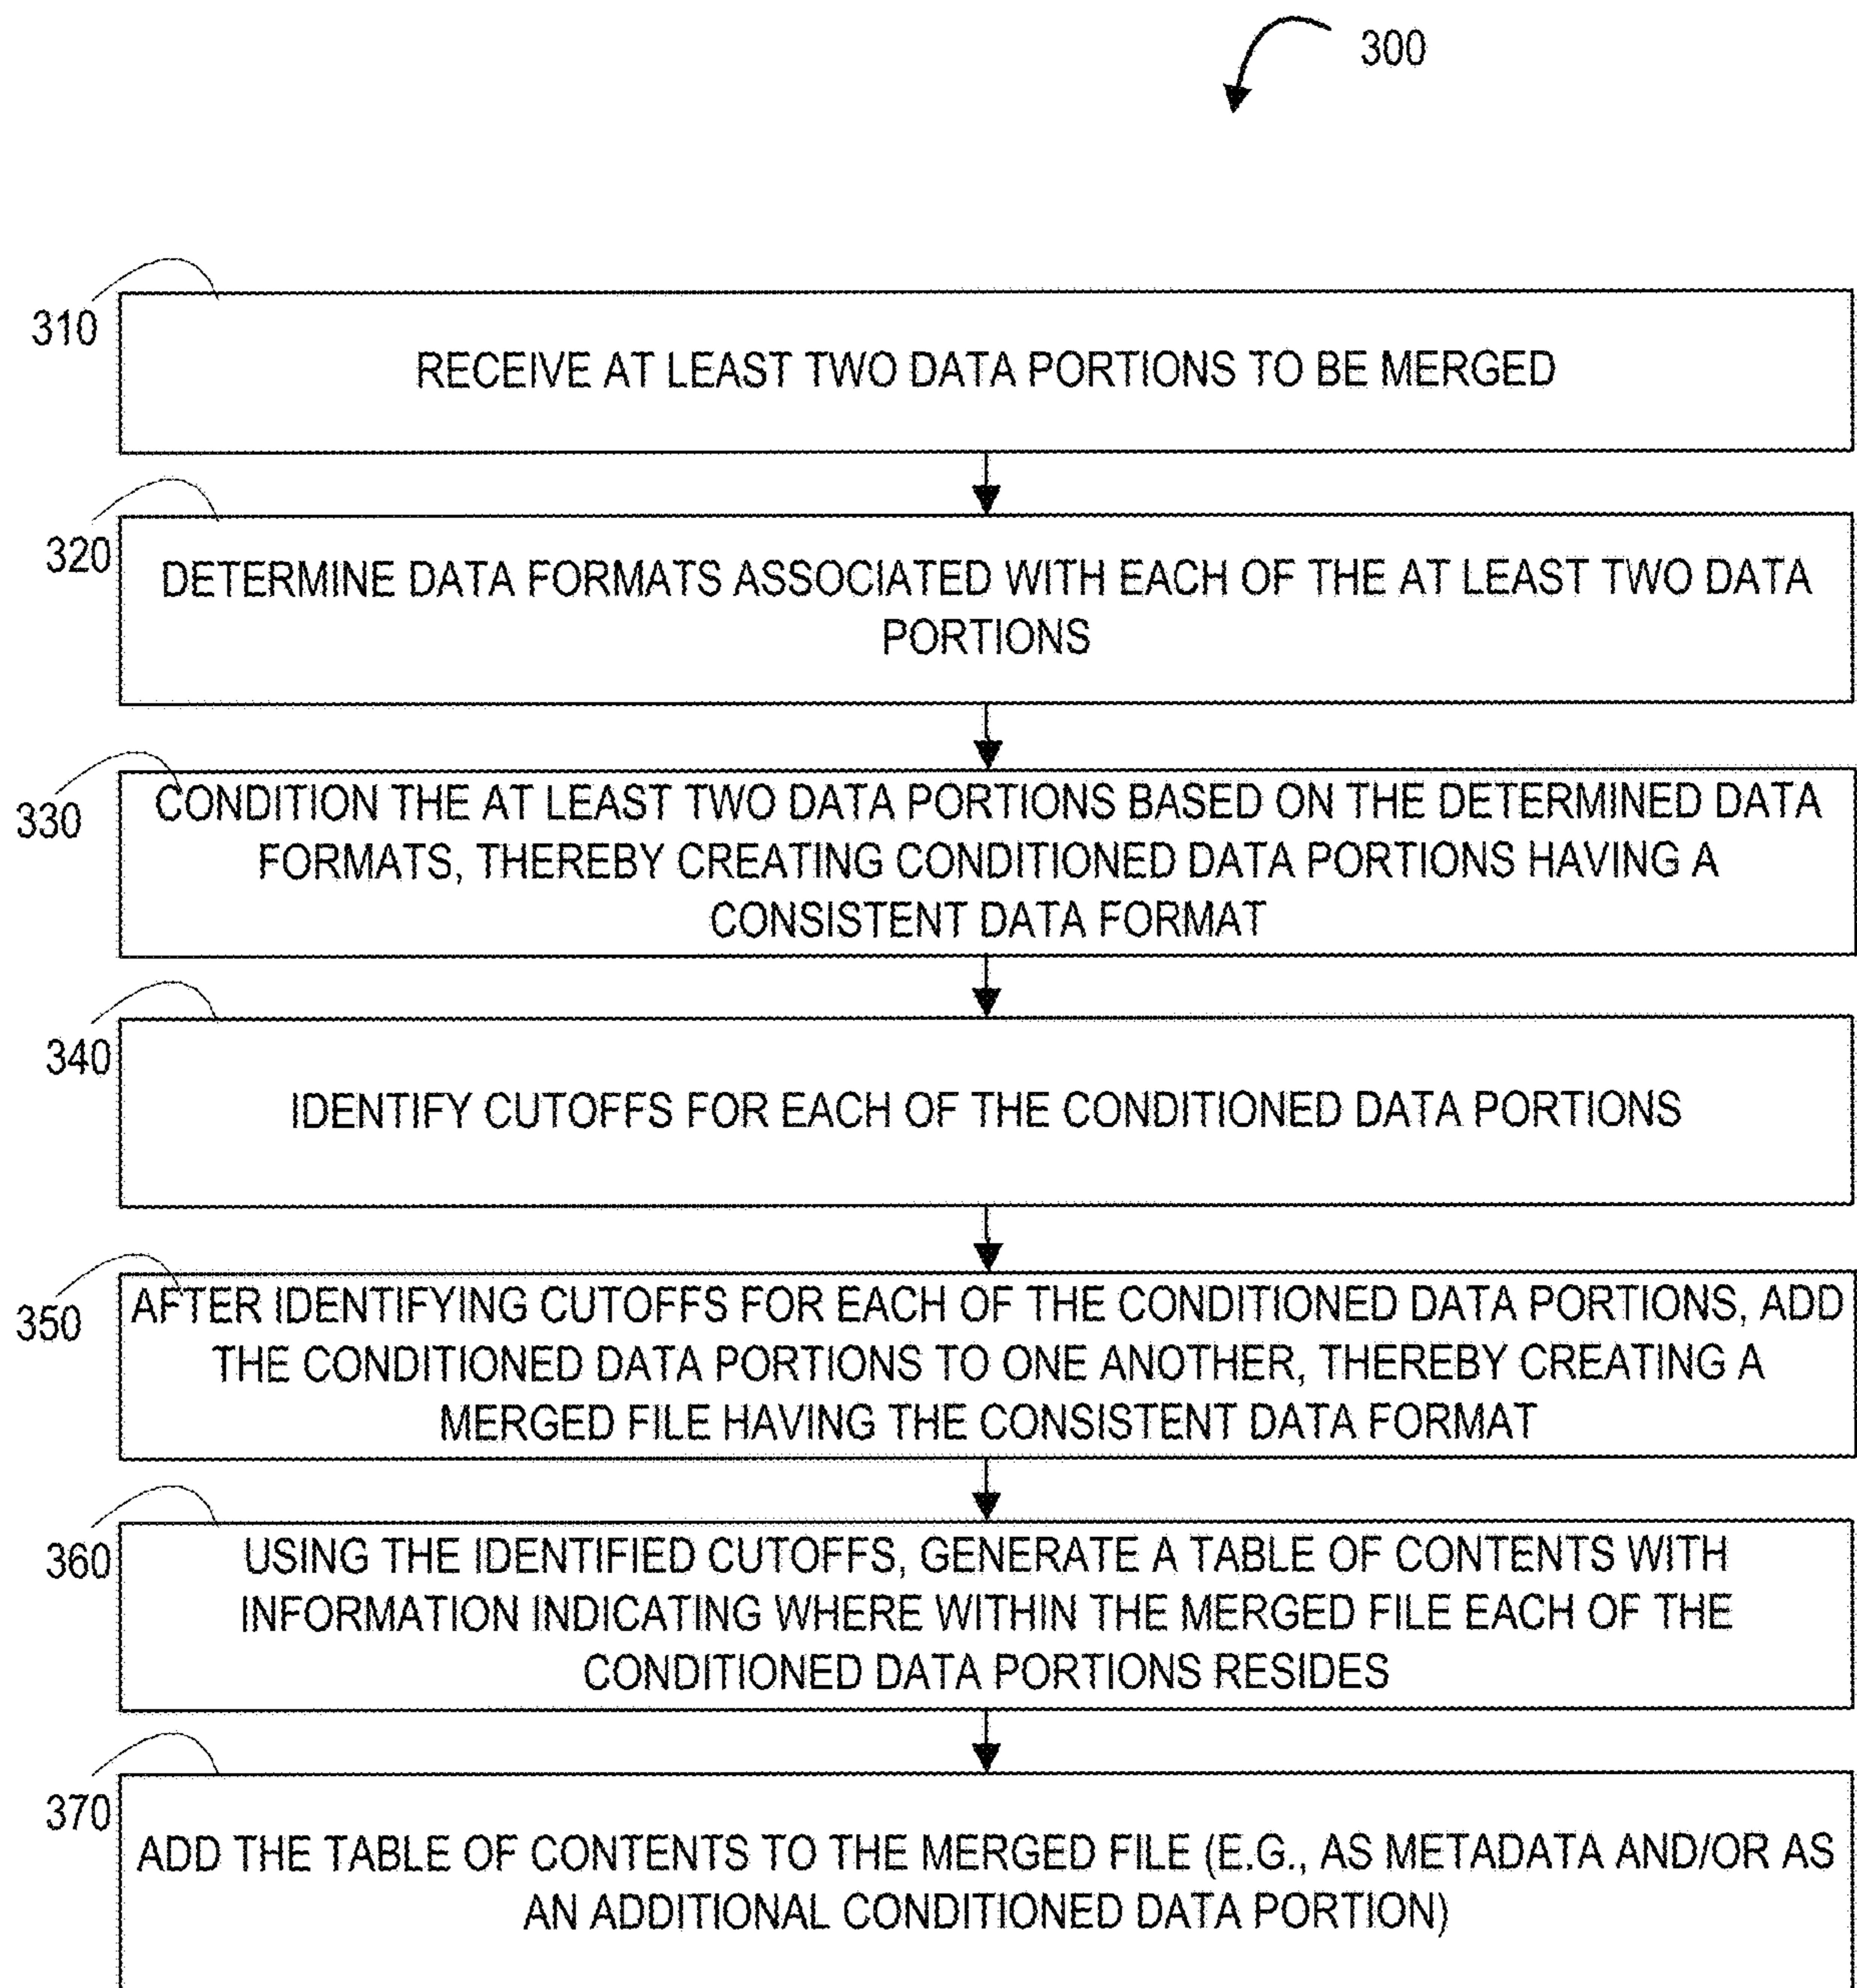 300
310
RECEIVE AT LEAST TWO DATA PORTIONS TO BE MERGED
320
DETERMINE DATA FORMATS ASSOCIATED WITH EACH OF THE AT LEAST TWO DATA
PORTIONS
330
CONDITION THE AT LEAST TWO DATA PORTIONS BASED ON THE DETERMINED DATA
FORMATS, THEREBY CREATING CONDITIONED DATA PORTIONS HAVING A
CONSISTENT DATA FORMAT
340
IDENTIFY CUTOFFS FOR EACH OF THE CONDITIONED DATA PORTIONS
350
AFTER IDENTIFYING CUTOFFS FOR EACH OF THE CONDITIONED DATA PORTIONS, ADD
THE CONDITIONED DATA PORTIONS TO ONE ANOTHER, THEREBY CREATING A
MERGED FILE HAVING THE CONSISTENT DATA FORMAT
360
USING THE IDENTIFIED CUTOFFS, GENERATE A TABLE OF CONTENTS WITH
INFORMATION INDICATING WHERE WITHIN THE MERGED FILE EACH OF THE
CONDITIONED DATA PORTIONS RESIDES
370
ADD THE TABLE OF CONTENTS TO THE MERGED FILE (E.G., AS METADATA AND/OR AS
AN ADDITIONAL CONDITIONED DATA PORTION)